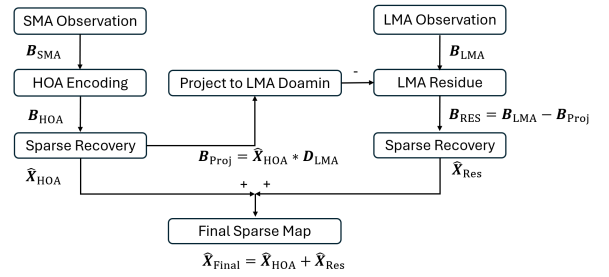 SMA Observation
LMA Observation
B_SMA
B_LMA
HOA Encoding
Project to LMA Doamin
-
LMA Residue
B_HOA
B_RES = B_LMA − B_Proj
Sparse Recovery
Sparse Recovery
B_Proj = X̂_HOA ∗ D_LMA
X̂_HOA
X̂_Res
+ +
Final Sparse Map
X̂_Final = X̂_HOA + X̂_Res